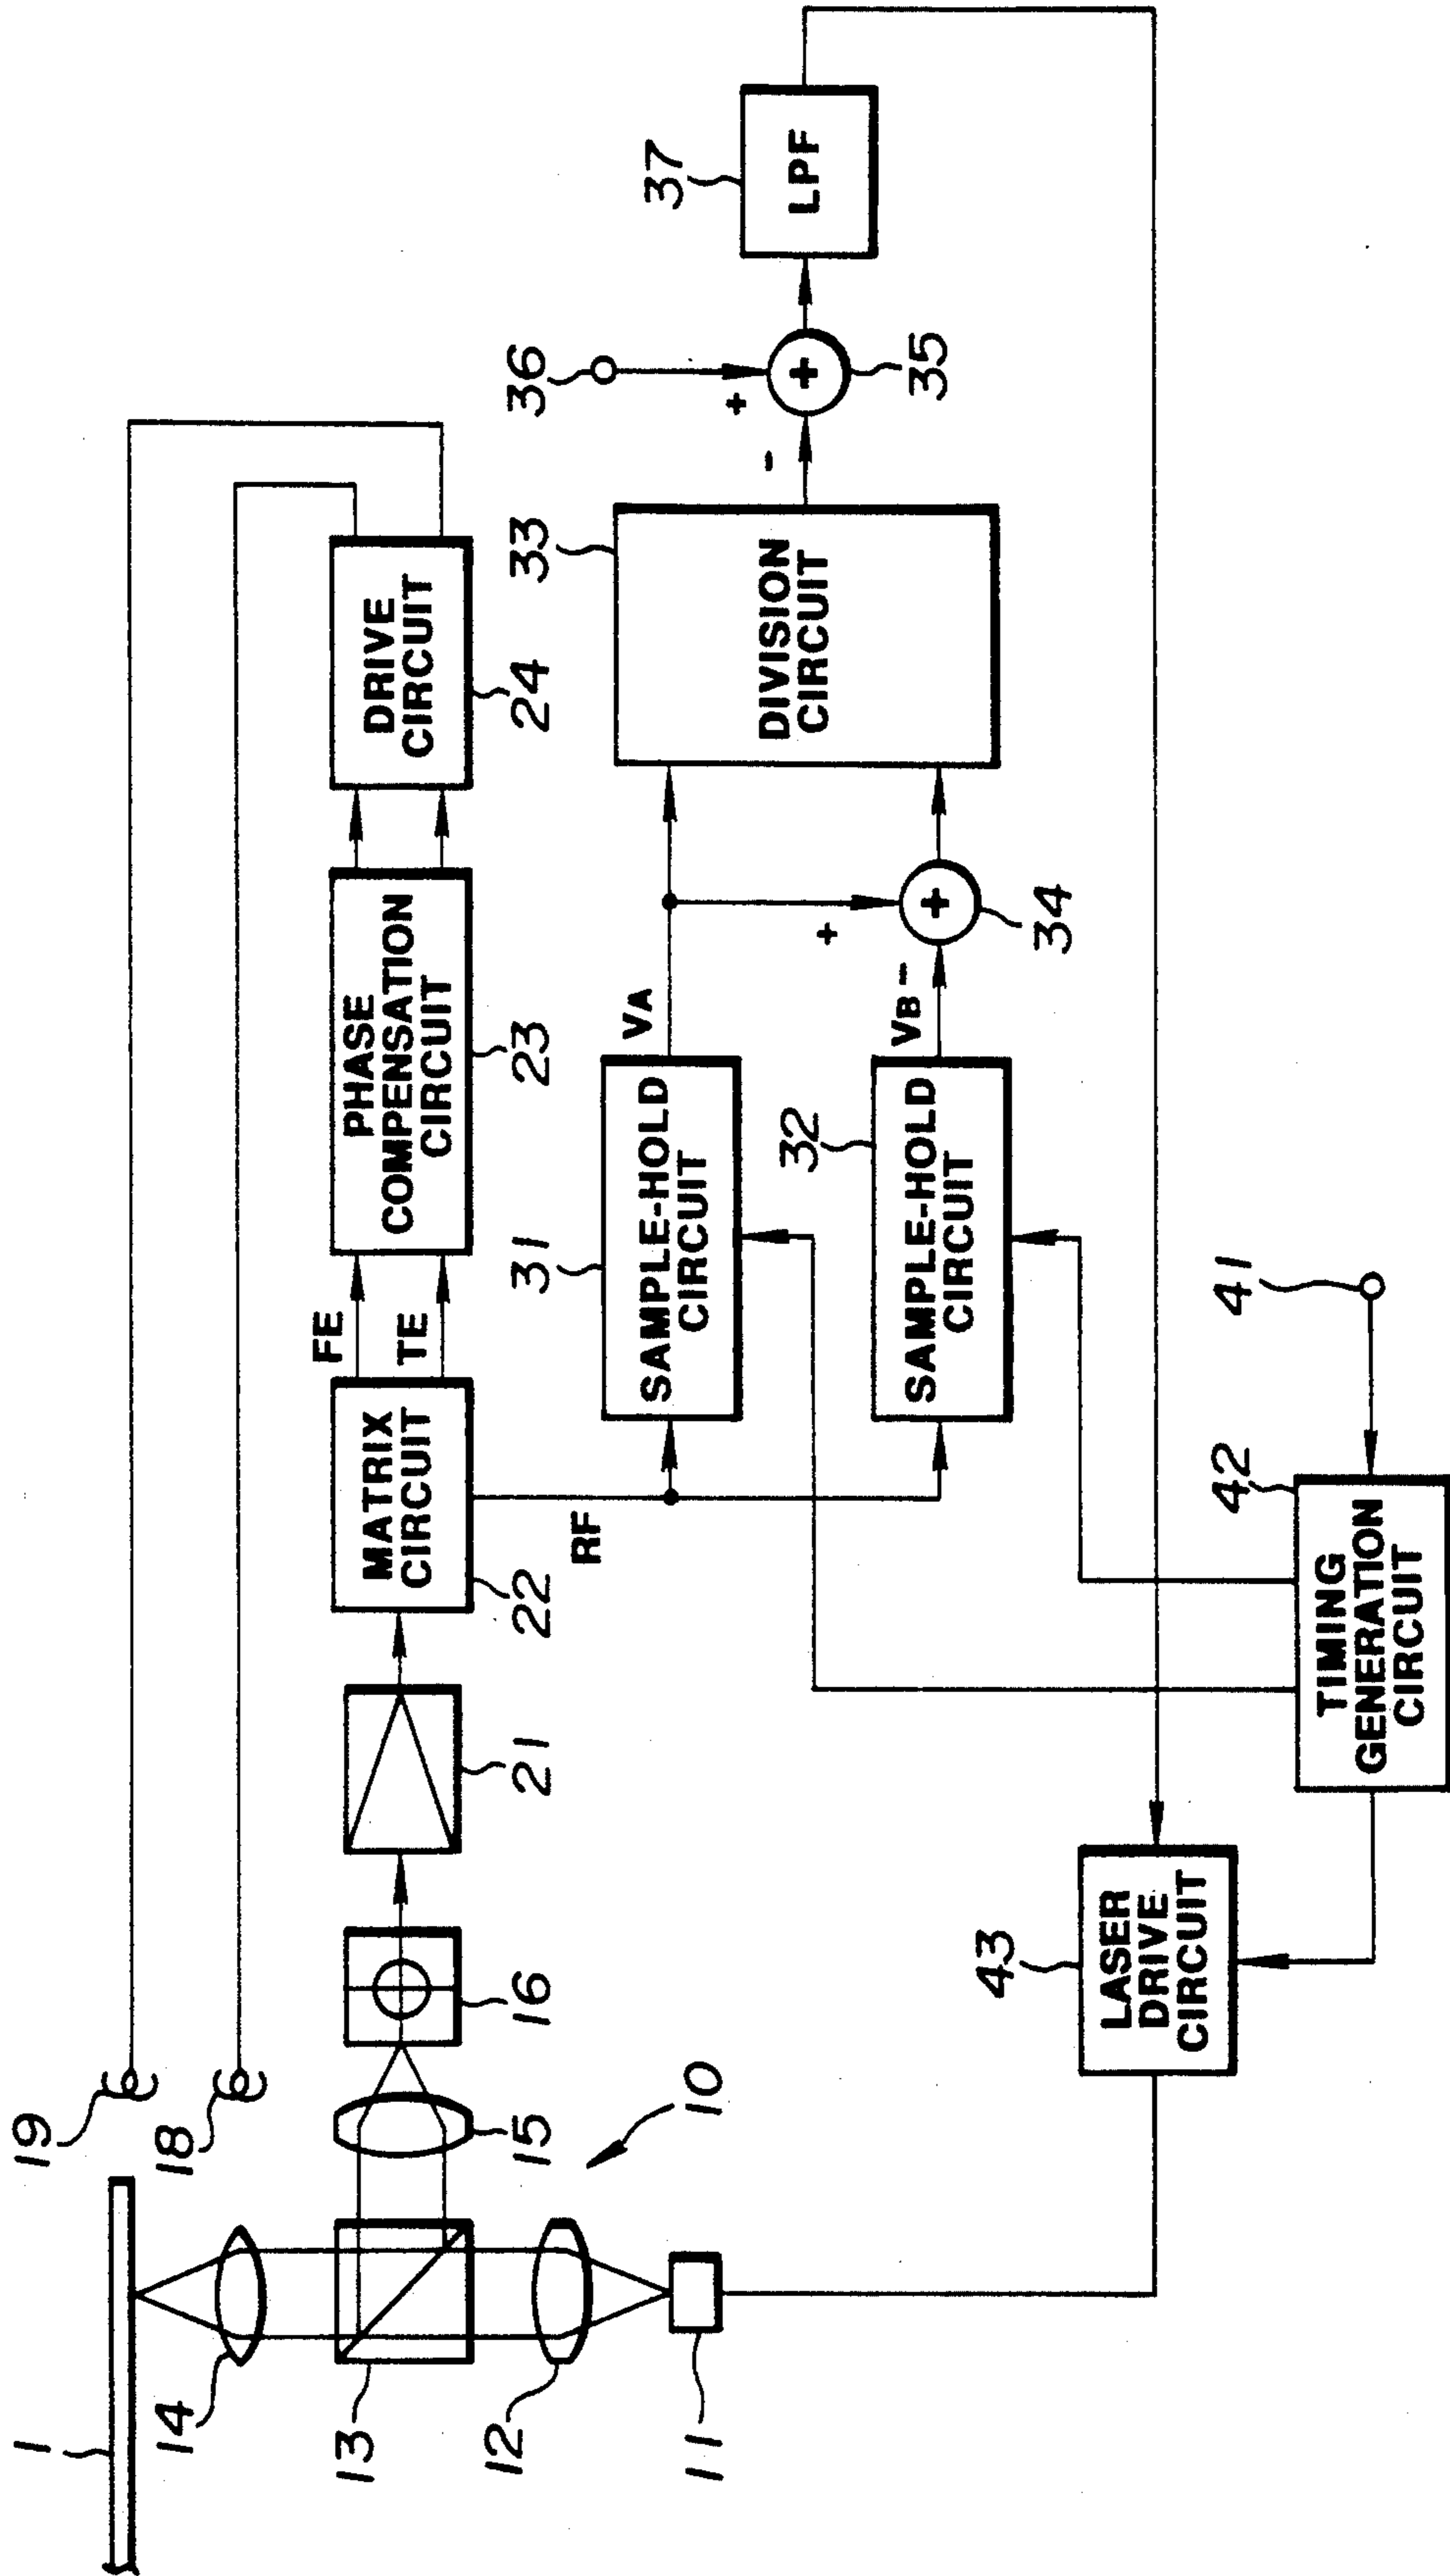 1
19
18
14
13
12
11
10
15
16
21
MATRIX
CIRCUIT
22
FE
TE
RF
PHASE
COMPENSATION
CIRCUIT
23
DRIVE
CIRCUIT
24
31
SAMPLE-HOLD
CIRCUIT
VA
32
SAMPLE-HOLD
CIRCUIT
VB -
+
+
34
33
DIVISION
CIRCUIT
-
36
+
+
35
37
LPF
43
LASER
DRIVE
CIRCUIT
42
TIMING
GENERATION
CIRCUIT
41